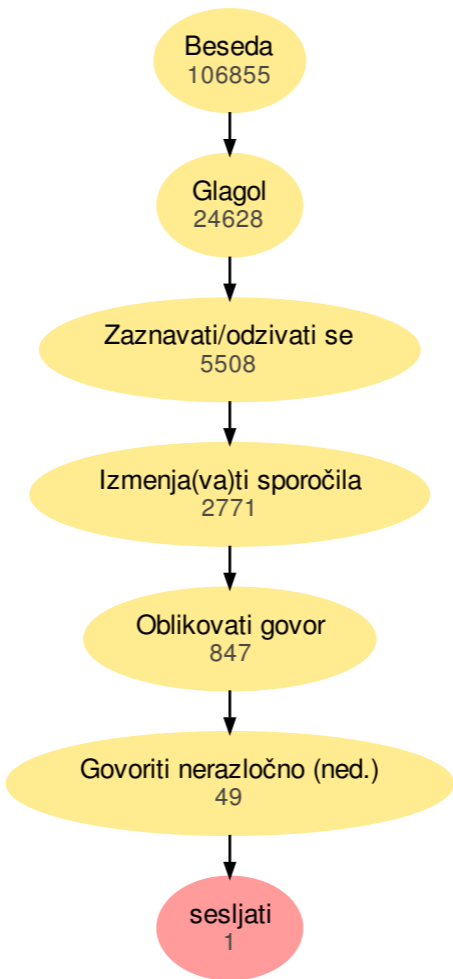 Beseda
106855
Glagol
24628
Zaznavati/odzivati se
5508
Izmenja(va)ti sporočila
2771
Oblikovati govor
847
Govoriti nerazločno (ned.)
49
sesljati
1